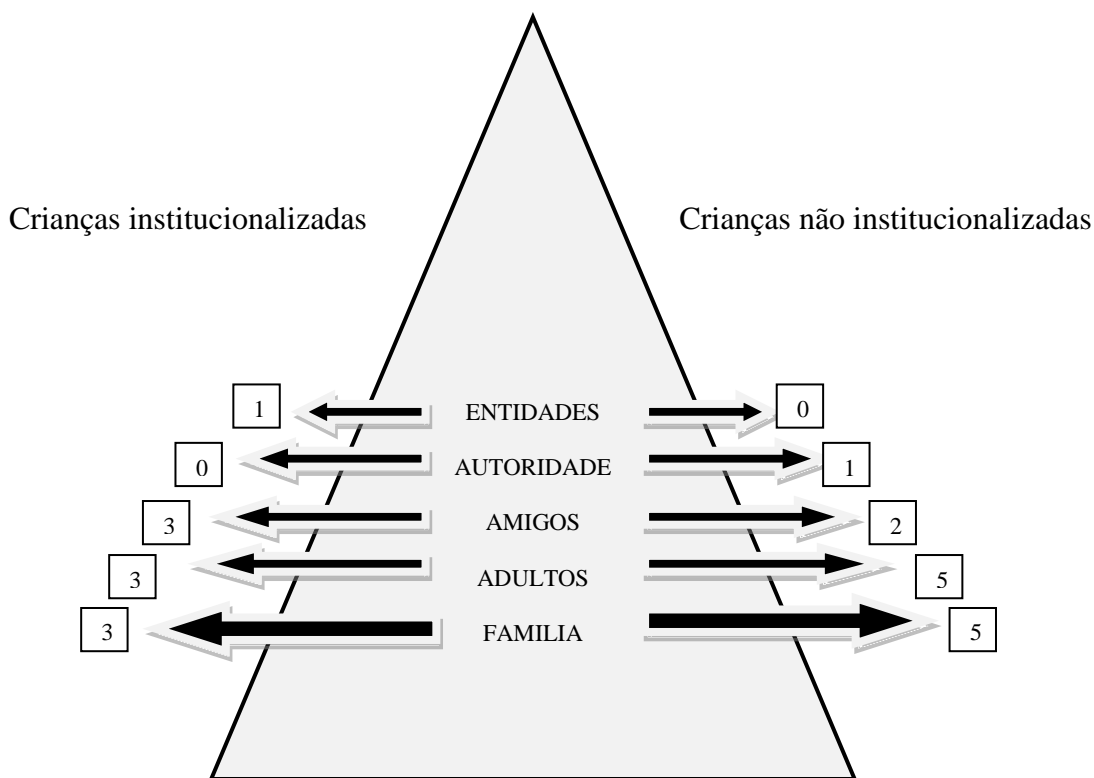 Crianças institucionalizadas
Crianças não institucionalizadas
1 ENTIDADES 0
0 AUTORIDADE 1
3 AMIGOS 2
3 ADULTOS 5
3 FAMILIA 5